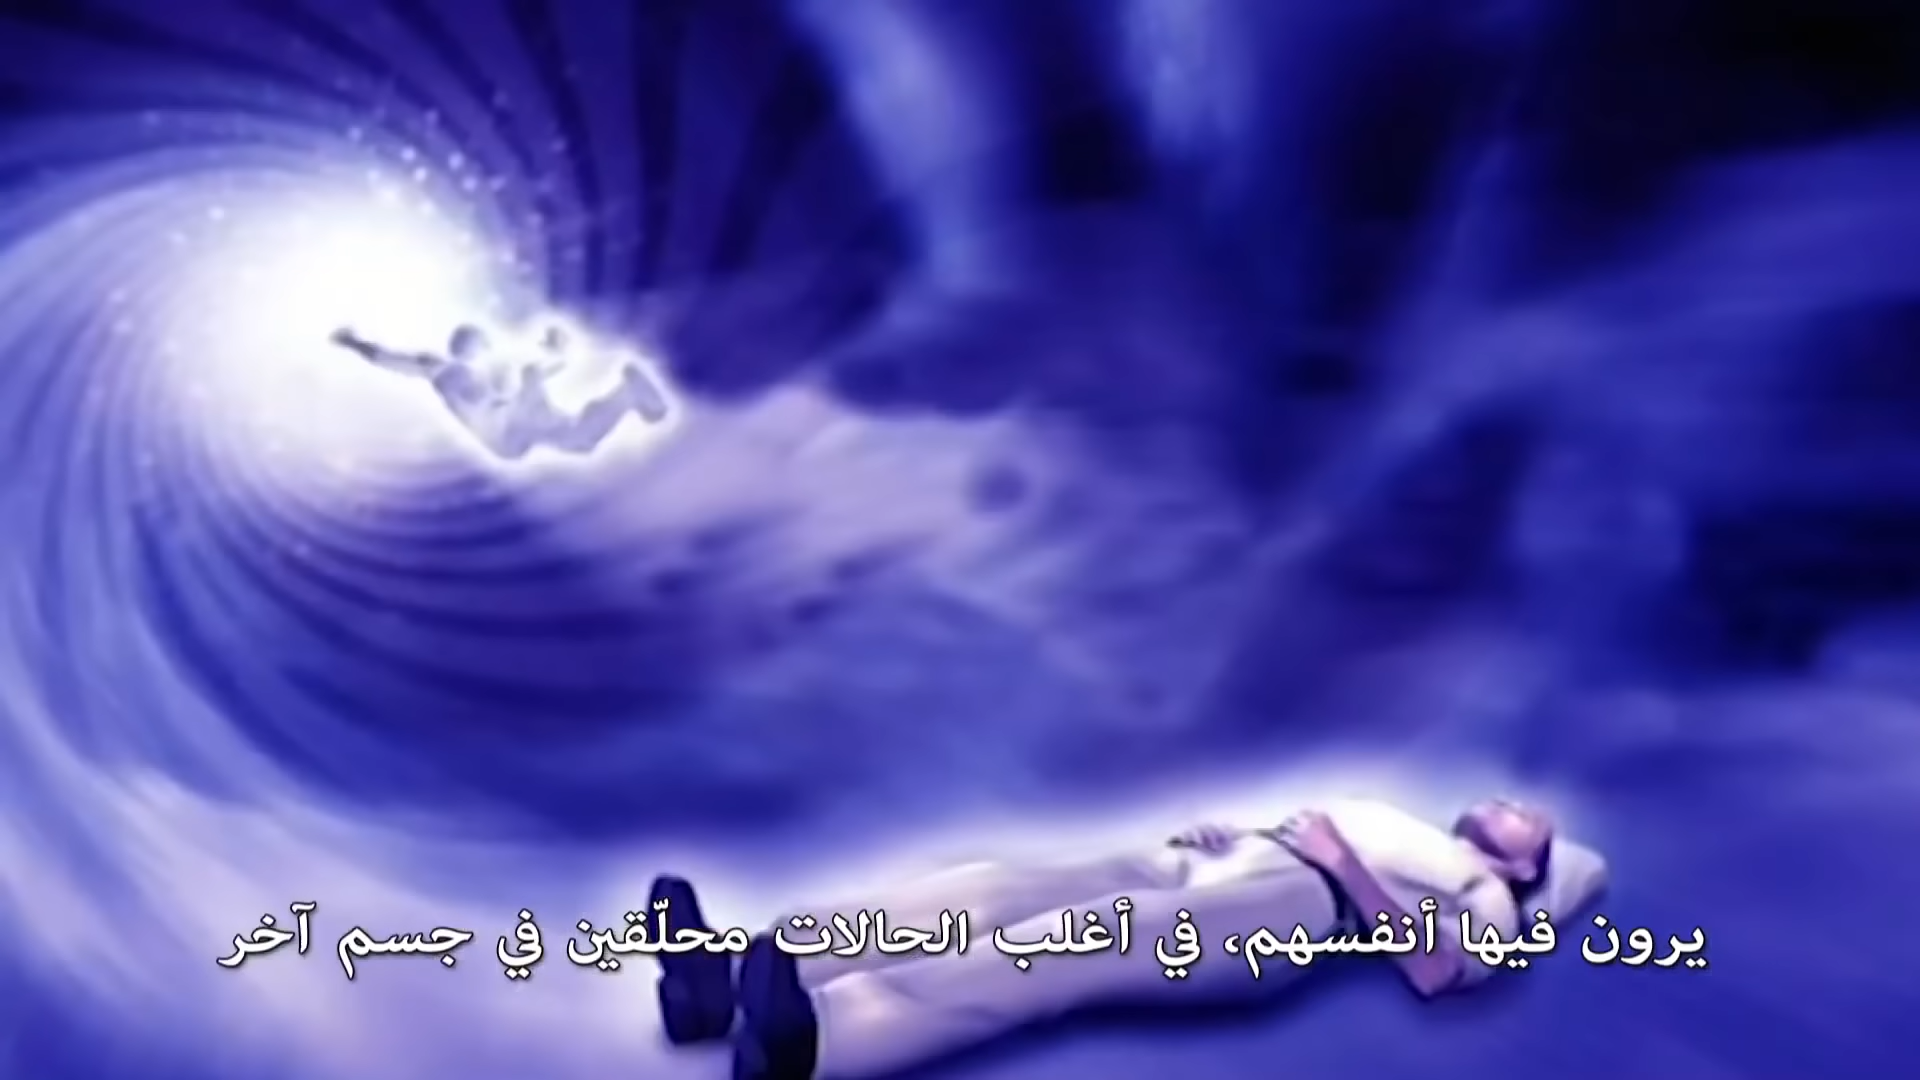 يرون فيها أنفسهم، في أغلب الحالات محلّقين في جسم آخر